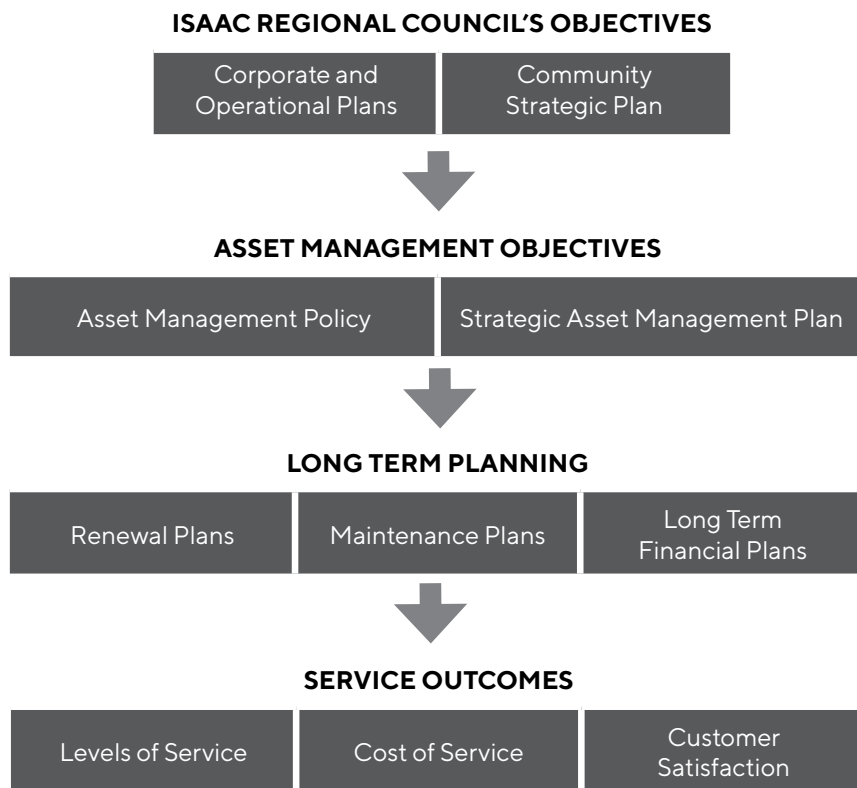 ISAAC REGIONAL COUNCIL’S OBJECTIVES
Corporate and
Operational Plans
Community
Strategic Plan
ASSET MANAGEMENT OBJECTIVES
Asset Management Policy
Strategic Asset Management Plan
LONG TERM PLANNING
Renewal Plans
Maintenance Plans
Long Term
Financial Plans
SERVICE OUTCOMES
Levels of Service
Cost of Service
Customer
Satisfaction